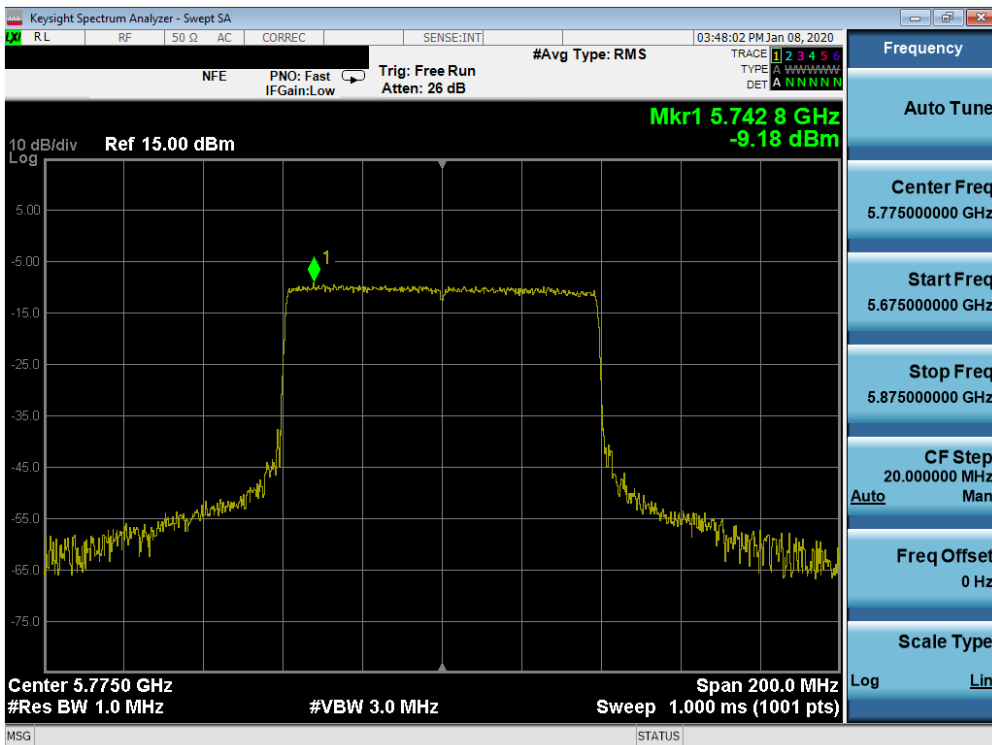 Keysight Spectrum Analyzer - Swept SA
LXI RL RF 50 Ω AC CORREC SENSE:INT 03:48:02 PM Jan 08, 2020
#Avg Type: RMS TRACE 1 2 3 4 5 6
NFE PNO: Fast Trig: Free Run TYPE A WWWWW
IFGain:Low Atten: 26 dB DET A N N N N N
Mkr1 5.742 8 GHz
-9.18 dBm
10 dB/div Ref 15.00 dBm
Log
1
5.00
-5.00
-15.0
-25.0
-35.0
-45.0
-55.0
-65.0
-75.0
Center 5.7750 GHz Span 200.0 MHz
#Res BW 1.0 MHz #VBW 3.0 MHz Sweep 1.000 ms (1001 pts)
MSG STATUS
Frequency
Auto Tune
Center Freq
5.775000000 GHz
Start Freq
5.675000000 GHz
Stop Freq
5.875000000 GHz
CF Step
20.000000 MHz
Auto Man
Freq Offset
0 Hz
Scale Type
Log Lin